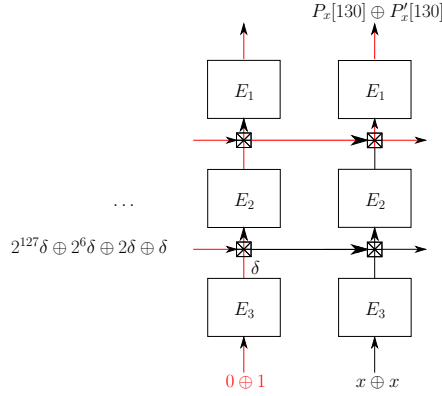 P_x[130] ⊕ P'_x[130]
E_1 E_1
... E_2 E_2
2^{127}δ ⊕ 2^6δ ⊕ 2δ ⊕ δ
δ
E_3 E_3
0 ⊕ 1 x ⊕ x